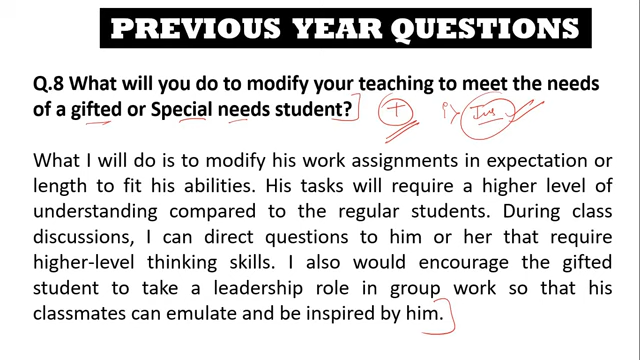 PREVIOUS YEAR QUESTIONS
Q.8 What will you do to modify your teaching to meet the needs
of a gifted or Special needs student?
What I will do is to modify his work assignments in expectation or
length to fit his abilities. His tasks will require a higher level of
understanding compared to the regular students. During class
discussions, I can direct questions to him or her that require
higher-level thinking skills. I also would encourage the gifted
student to take a leadership role in group work so that his
classmates can emulate and be inspired by him.